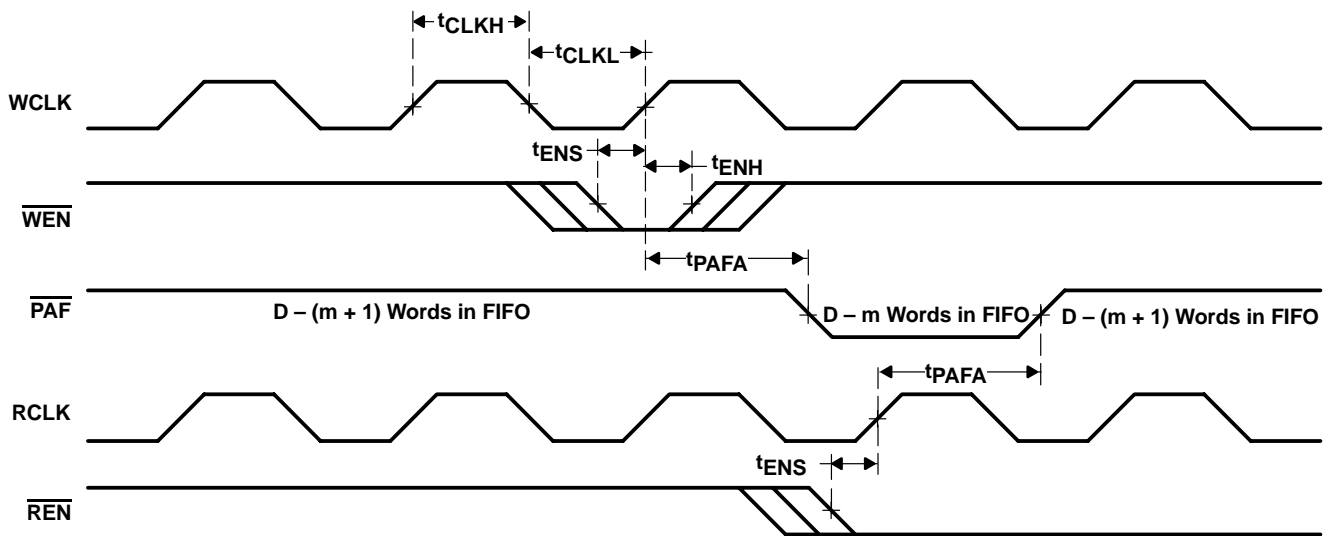 tCLKH
tCLKL
WCLK
tENS
tENH
WEN
tPAFA
PAF
D – (m + 1) Words in FIFO
D – m Words in FIFO
D – (m + 1) Words in FIFO
tPAFA
RCLK
tENS
REN